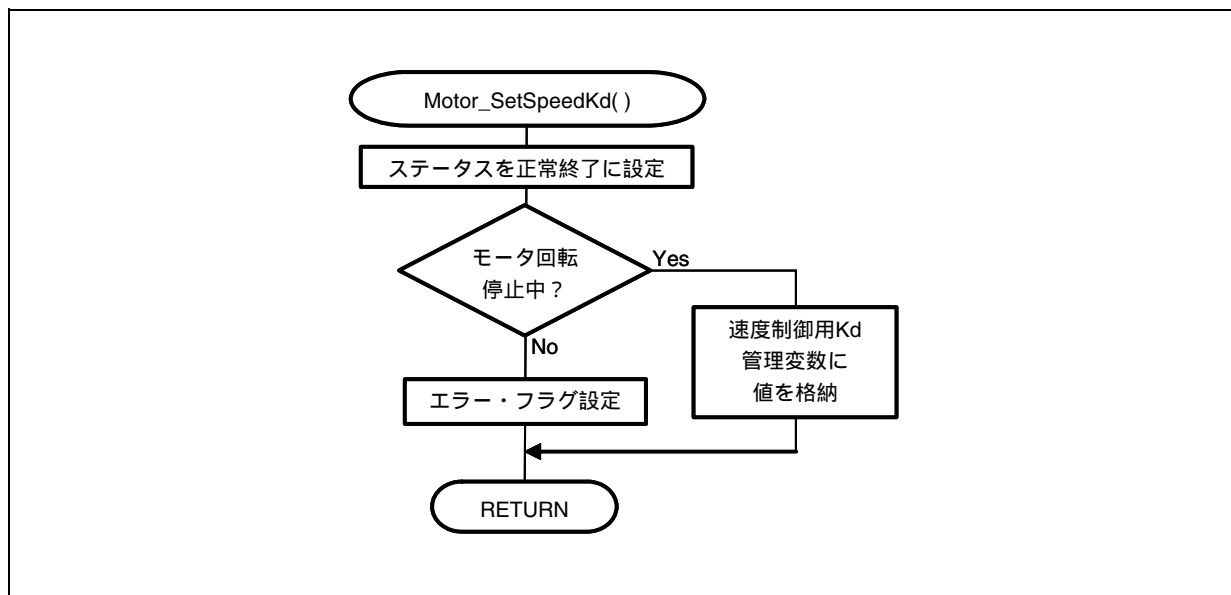 Motor_SetSpeedKd( )
ステータスを正常終了に設定
モータ回転
停止中？
Yes
No
速度制御用Kd
管理変数に
値を格納
エラー・フラグ設定
RETURN